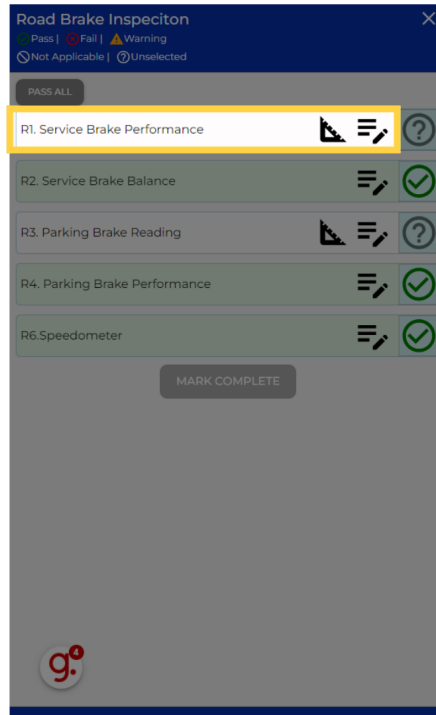 Road Brake Inspeciton
Pass | Fail | Warning
Not Applicable | Unselected
PASS ALL
R1. Service Brake Performance
R2. Service Brake Balance
R3. Parking Brake Reading
R4. Parking Brake Performance
R6.Speedometer
MARK COMPLETE
g.
4